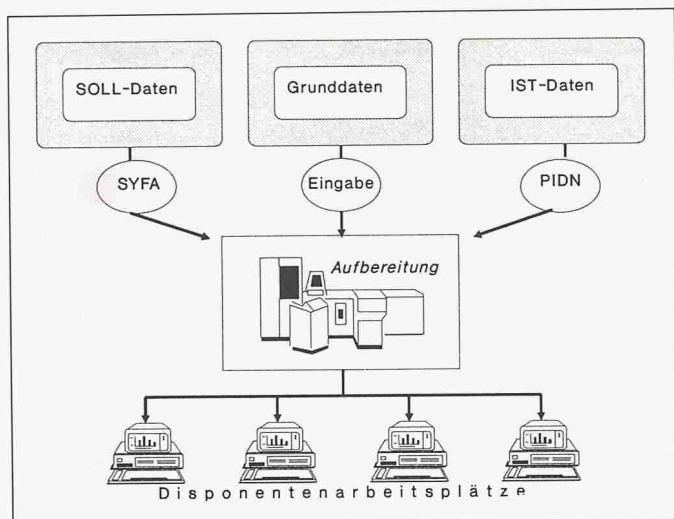 SOLL-Daten
Grunddaten
IST-Daten
SYFA
Eingabe
PIDN
Aufbereitung
Disponentenarbeitsplätze